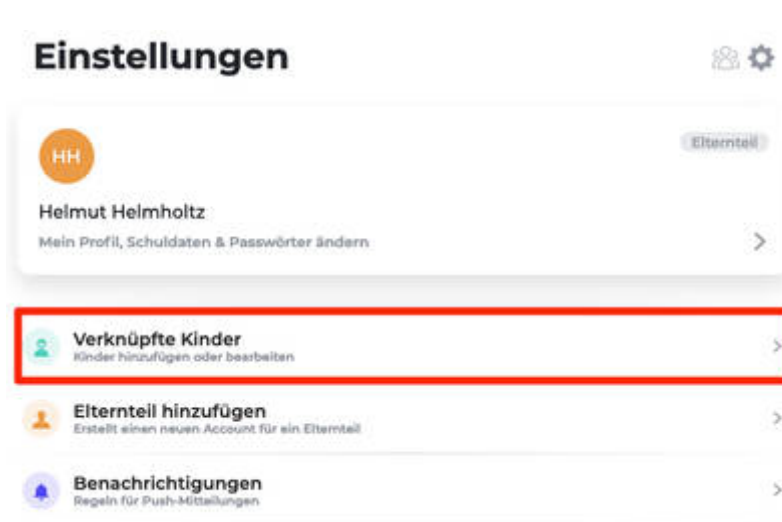 Einstellungen
HH
Elternteil
Helmut Helmholtz
Mein Profil, Schuldaten & Passwörter ändern
Verknüpfte Kinder
Kinder hinzufügen oder bearbeiten
Elternteil hinzufügen
Erstellt einen neuen Account für ein Elternteil
Benachrichtigungen
Regeln für Push-Mitteilungen